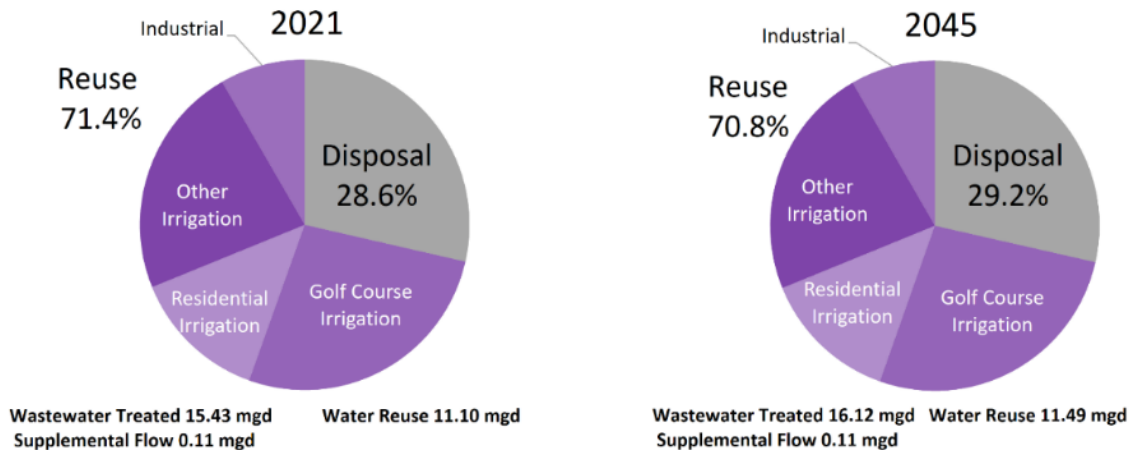 2021
Industrial
Reuse
71.4%
Disposal
28.6%
Other
Irrigation
Residential
Irrigation
Golf Course
Irrigation
Wastewater Treated 15.43 mgd
Water Reuse 11.10 mgd
Supplemental Flow 0.11 mgd
2045
Industrial
Reuse
70.8%
Disposal
29.2%
Other
Irrigation
Residential
Irrigation
Golf Course
Irrigation
Wastewater Treated 16.12 mgd
Water Reuse 11.49 mgd
Supplemental Flow 0.11 mgd